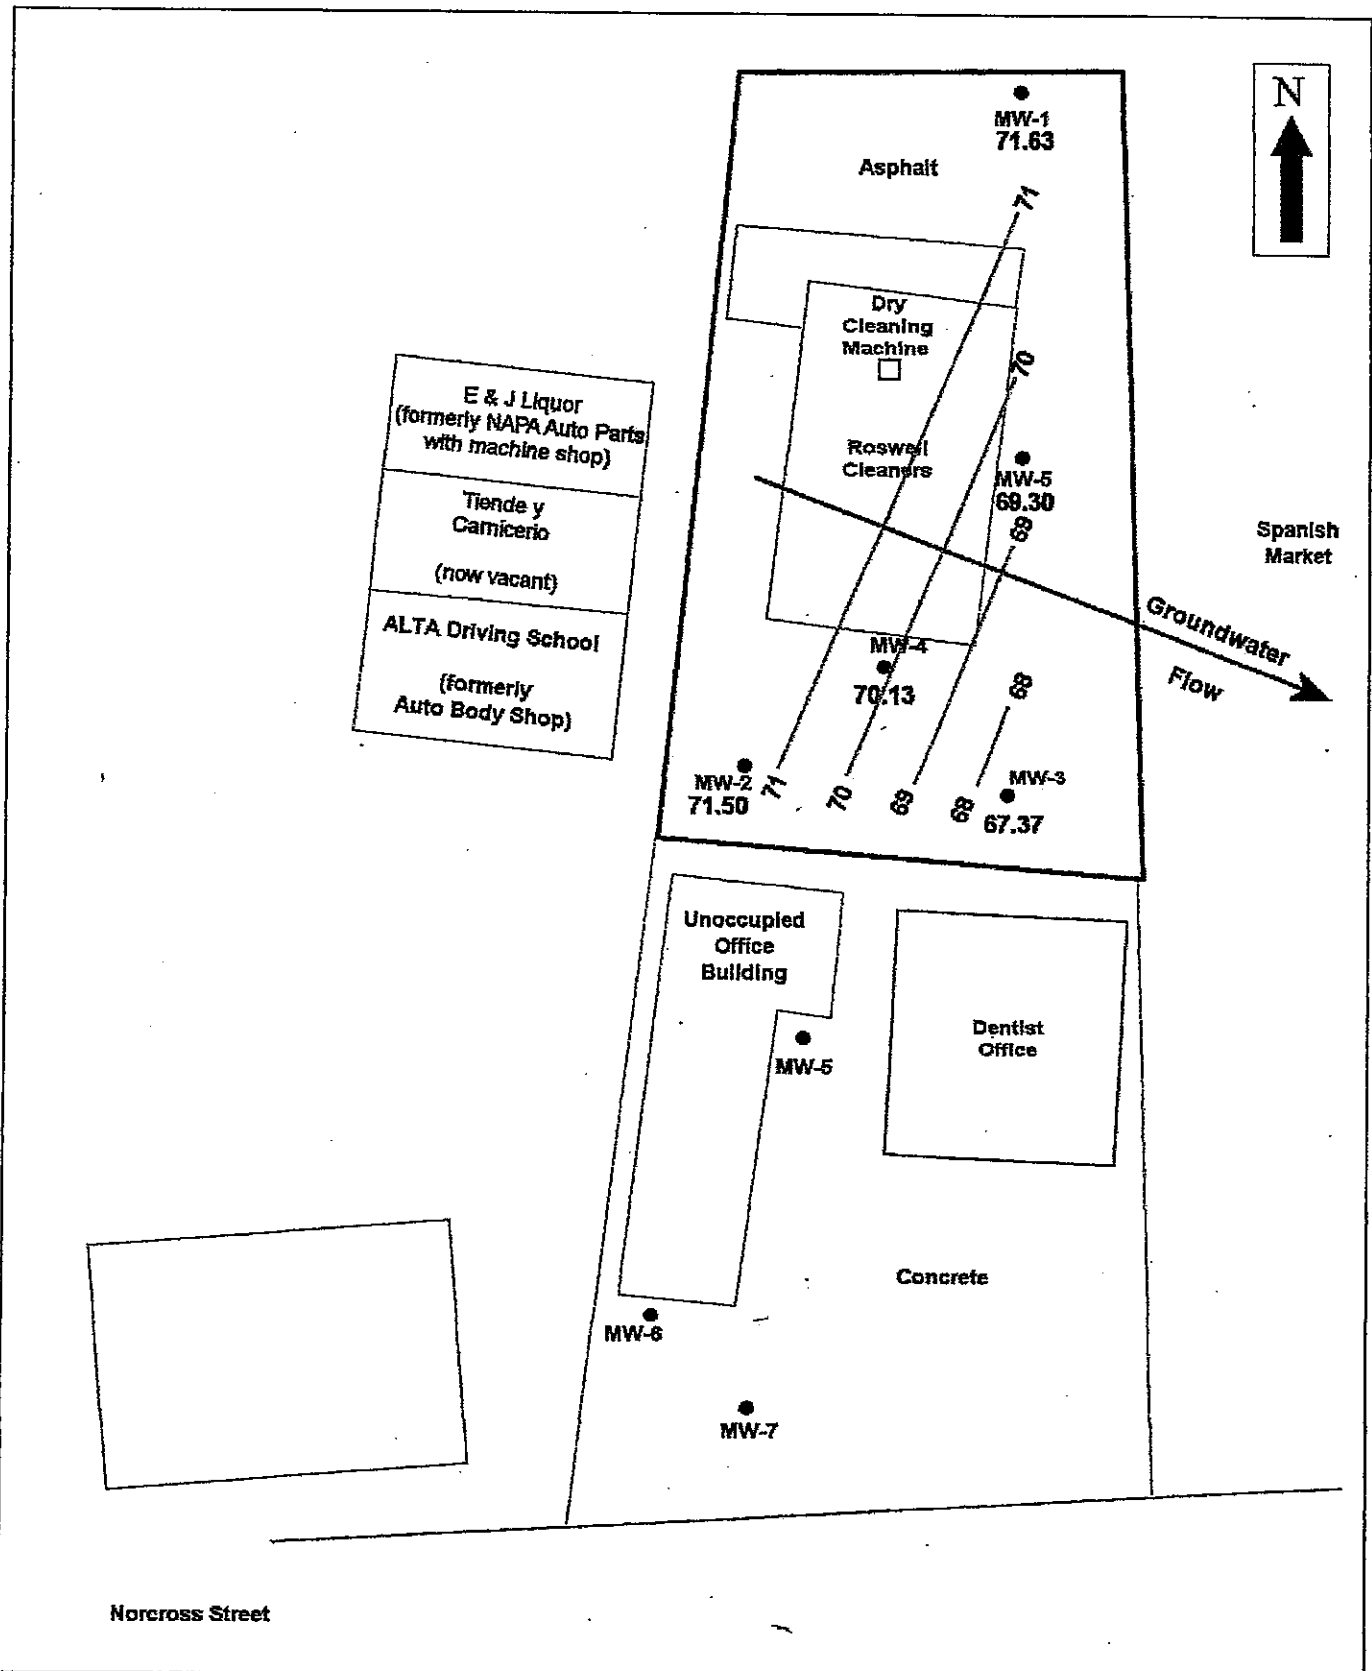 N
MW-1
71.63
Asphalt
71
Dry
Cleaning
Machine
70
E & J Liquor
(formerly NAPA Auto Parts
with machine shop)
Roswell
Cleaners
MW-5
69.30
69
Tiende y
Carnicerio
(now vacant)
Spanish
Market
Groundwater
Flow
ALTA Driving School
(formerly
Auto Body Shop)
MW-4
70.13
68
MW-2
71.50
71
70
69
68
MW-3
67.37
Unoccupied
Office
Building
Dentist
Office
MW-5
Concrete
MW-6
MW-7
Norcross Street